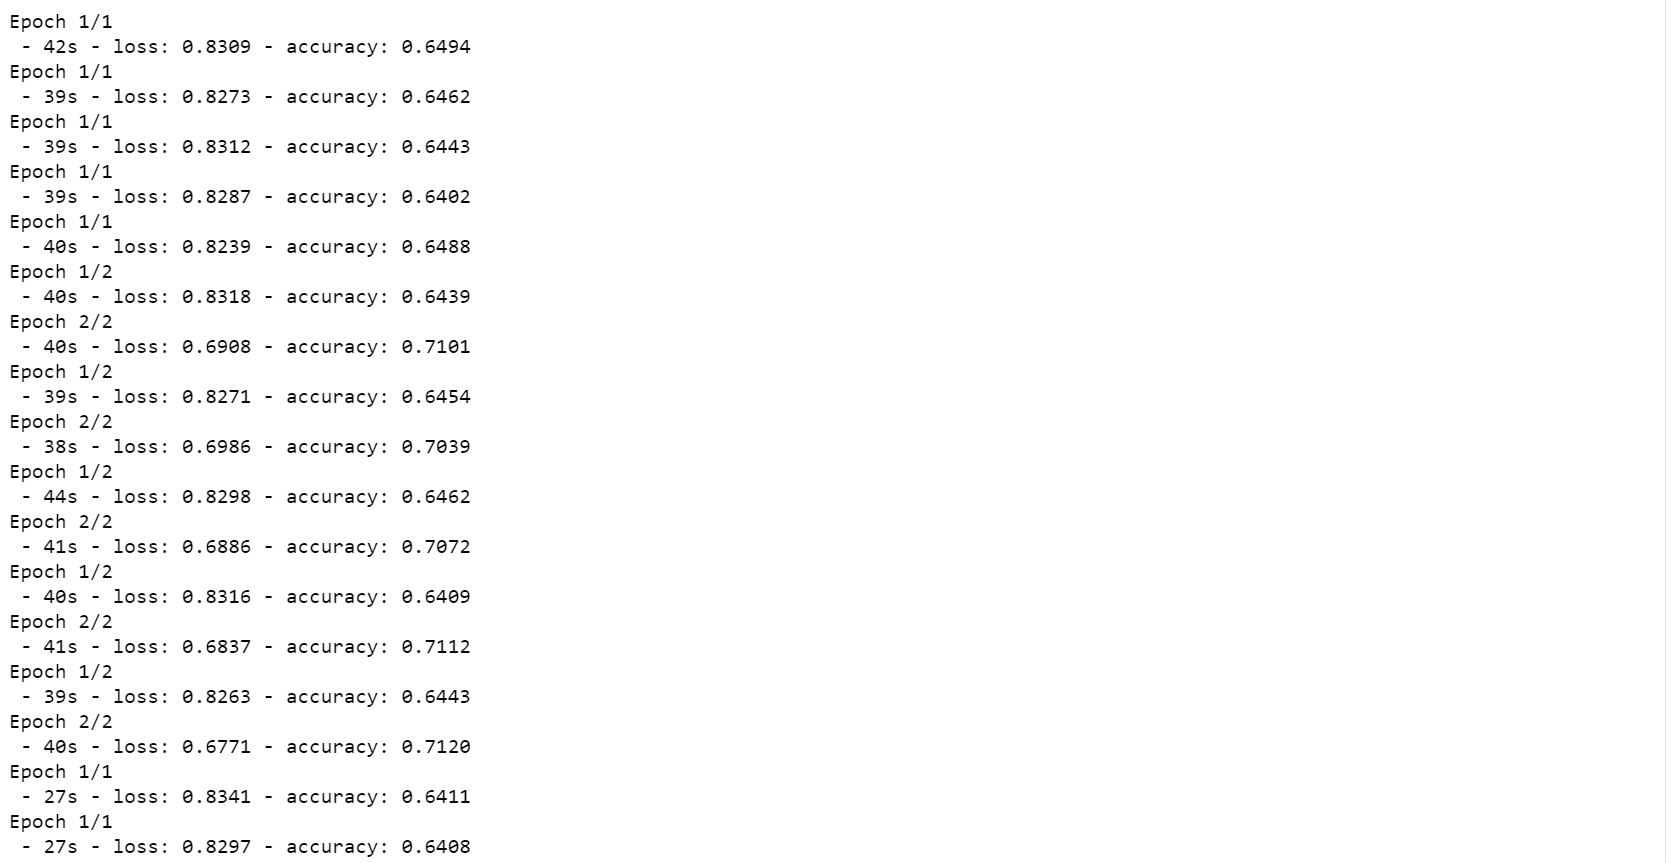 Epoch 1/1
 - 42s - loss: 0.8309 - accuracy: 0.6494
Epoch 1/1
 - 39s - loss: 0.8273 - accuracy: 0.6462
Epoch 1/1
 - 39s - loss: 0.8312 - accuracy: 0.6443
Epoch 1/1
 - 39s - loss: 0.8287 - accuracy: 0.6402
Epoch 1/1
 - 40s - loss: 0.8239 - accuracy: 0.6488
Epoch 1/2
 - 40s - loss: 0.8318 - accuracy: 0.6439
Epoch 2/2
 - 40s - loss: 0.6908 - accuracy: 0.7101
Epoch 1/2
 - 39s - loss: 0.8271 - accuracy: 0.6454
Epoch 2/2
 - 38s - loss: 0.6986 - accuracy: 0.7039
Epoch 1/2
 - 44s - loss: 0.8298 - accuracy: 0.6462
Epoch 2/2
 - 41s - loss: 0.6886 - accuracy: 0.7072
Epoch 1/2
 - 40s - loss: 0.8316 - accuracy: 0.6409
Epoch 2/2
 - 41s - loss: 0.6837 - accuracy: 0.7112
Epoch 1/2
 - 39s - loss: 0.8263 - accuracy: 0.6443
Epoch 2/2
 - 40s - loss: 0.6771 - accuracy: 0.7120
Epoch 1/1
 - 27s - loss: 0.8341 - accuracy: 0.6411
Epoch 1/1
 - 27s - loss: 0.8297 - accuracy: 0.6408